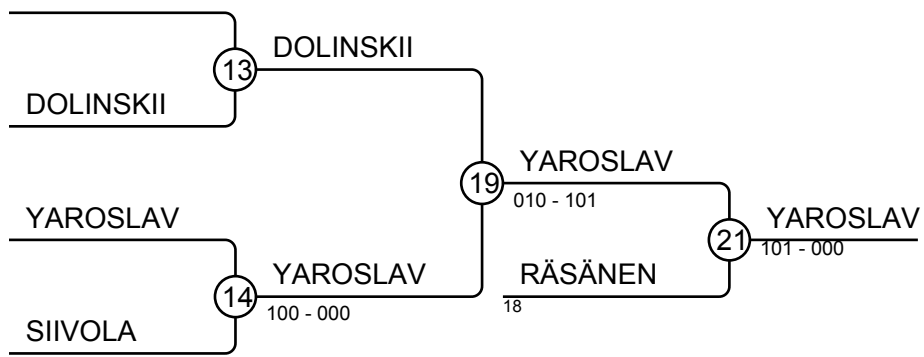 DOLINSKII
13
DOLINSKII
YAROSLAV
19
YAROSLAV
010 - 101
YAROSLAV
21
101 - 000
YAROSLAV
14
100 - 000
RÄSÄNEN
18
SIIVOLA